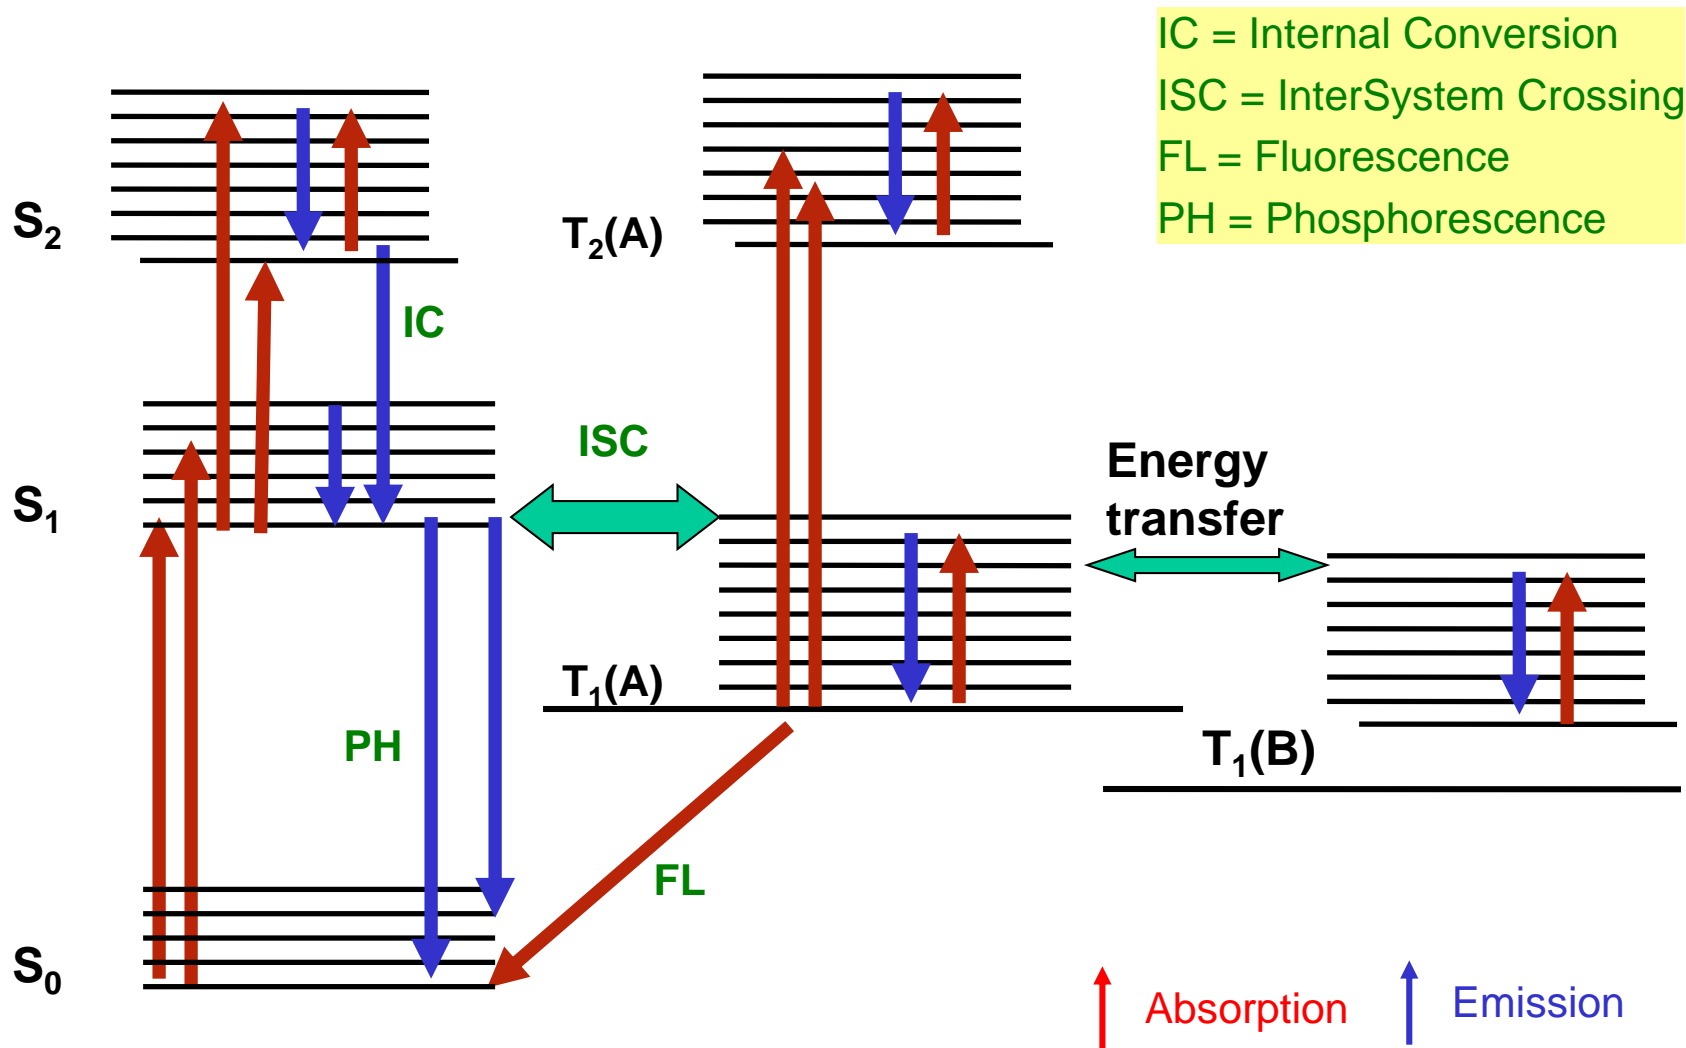 IC = Internal Conversion
ISC = InterSystem Crossing
FL = Fluorescence
PH = Phosphorescence
S₂
T₂(A)
IC
ISC
Energy
transfer
S₁
T₁(A)
PH
T₁(B)
FL
S₀
Absorption
Emission